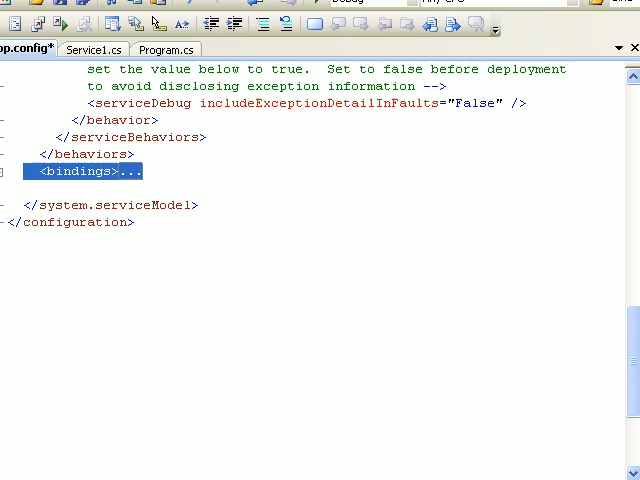 op.config* Service1.cs Program.cs
set the value below to true.  Set to false before deployment
to avoid disclosing exception information -->
<serviceDebug includeExceptionDetailInFaults="False" />
</behavior>
</serviceBehaviors>
</behaviors>
<bindings>...
</system.serviceModel>
</configuration>